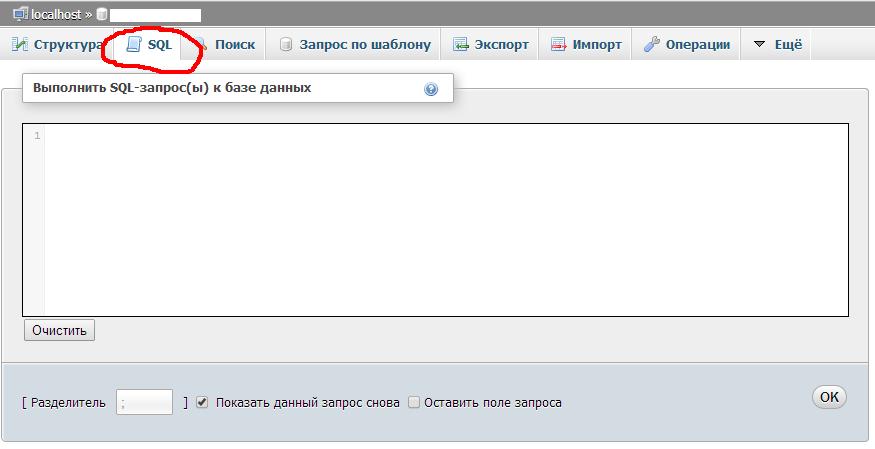 localhost »
Структура SQL Поиск Запрос по шаблону Экспорт Импорт Операции Ещё
Выполнить SQL-запрос(ы) к базе данных
1
Очистить
[ Разделитель ; ] Показать данный запрос снова Оставить поле запроса OK